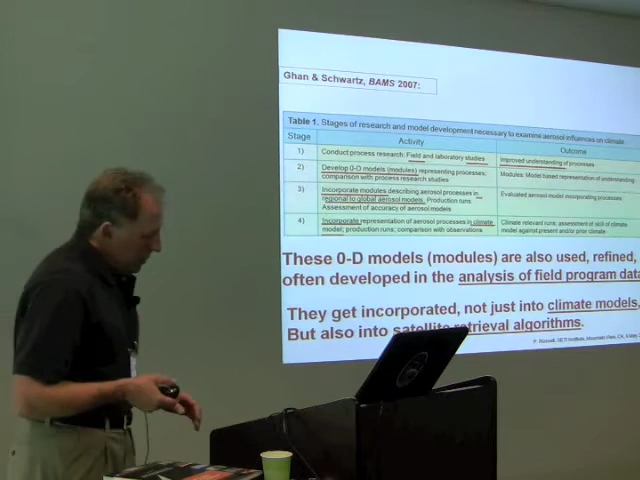 Ghan & Schwartz, BAMS 2007:
Table 1. Stages of research and model development necessary to examine aerosol influences on climate
Stage Activity Outcome
1) Conduct process research: Field and laboratory studies Improved understanding of processes
2) Develop 0-D models (modules) representing processes; Modules: Model based representation of understanding
comparison with process research studies
3) Incorporate modules describing aerosol processes in Evaluated aerosol model incorporating processes
regional to global aerosol models. Production runs.
Assessment of accuracy of aerosol models
4) Incorporate representation of aerosol processes in climate Climate relevant runs; assessment of skill of climate
model; production runs; comparison with observations model against present and/or prior climate
These 0-D models (modules) are also used, refined,
often developed in the analysis of field program data
They get incorporated, not just into climate models,
But also into satellite retrieval algorithms.
P. Russell, SETI Institute, Mountain View, CA,